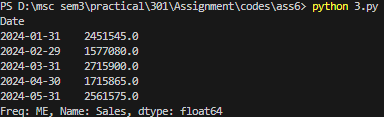 PS D:\msc sem3\practical\301\Assignment\codes\ass6> python 3.py
Date
2024-01-31    2451545.0
2024-02-29    1577080.0
2024-03-31    2715900.0
2024-04-30    1715865.0
2024-05-31    2561575.0
Freq: ME, Name: Sales, dtype: float64